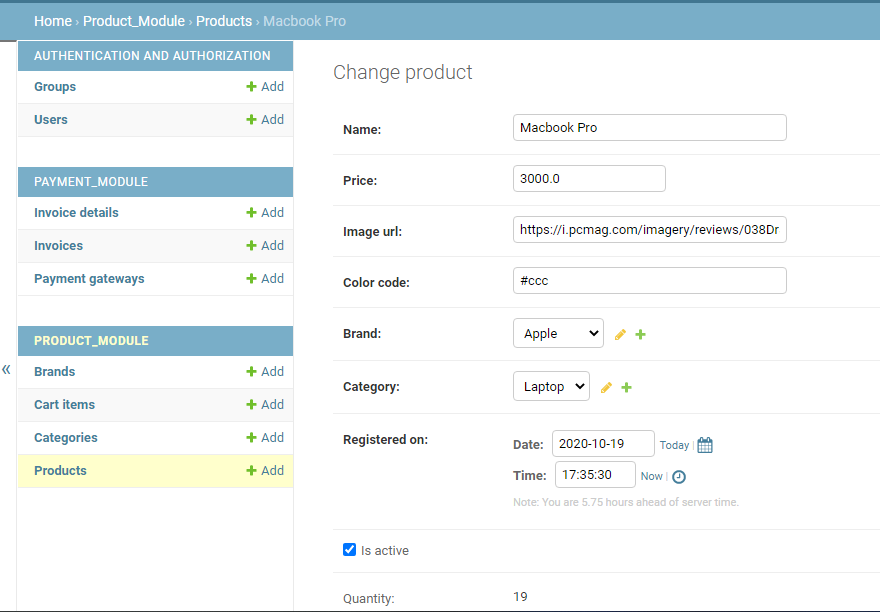 Home › Product_Module › Products › Macbook Pro
AUTHENTICATION AND AUTHORIZATION
Groups + Add
Users + Add
PAYMENT_MODULE
Invoice details + Add
Invoices + Add
Payment gateways + Add
PRODUCT_MODULE
Brands + Add
Cart items + Add
Categories + Add
Products + Add
«
Change product
Name: Macbook Pro
Price: 3000.0
Image url: https://i.pcmag.com/imagery/reviews/038Dr
Color code: #ccc
Brand: Apple
Category: Laptop
Registered on: Date: 2020-10-19 Today |
Time: 17:35:30 Now |
Note: You are 5.75 hours ahead of server time.
Is active
Quantity: 19